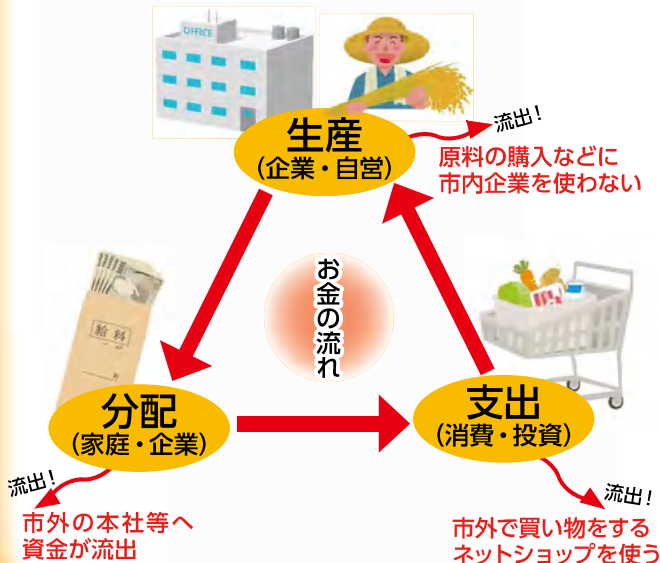 OFFICE
生産
(企業・自営)
流出!
原料の購入などに
市内企業を使わない
お金の流れ
給料
分配
(家庭・企業)
流出!
市外の本社等へ
資金が流出
支出
(消費・投資)
流出!
市外で買い物をする
ネットショップを使う